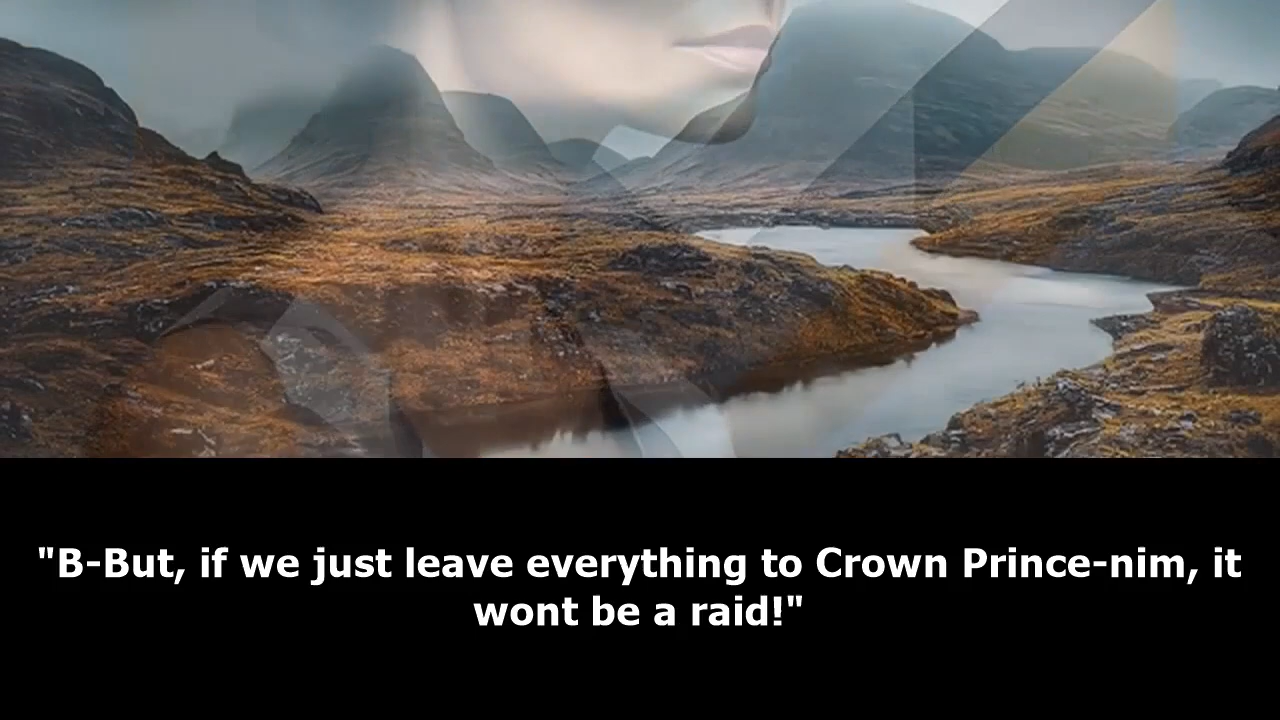 "B-But, if we just leave everything to Crown Prince-nim, it
wont be a raid!"